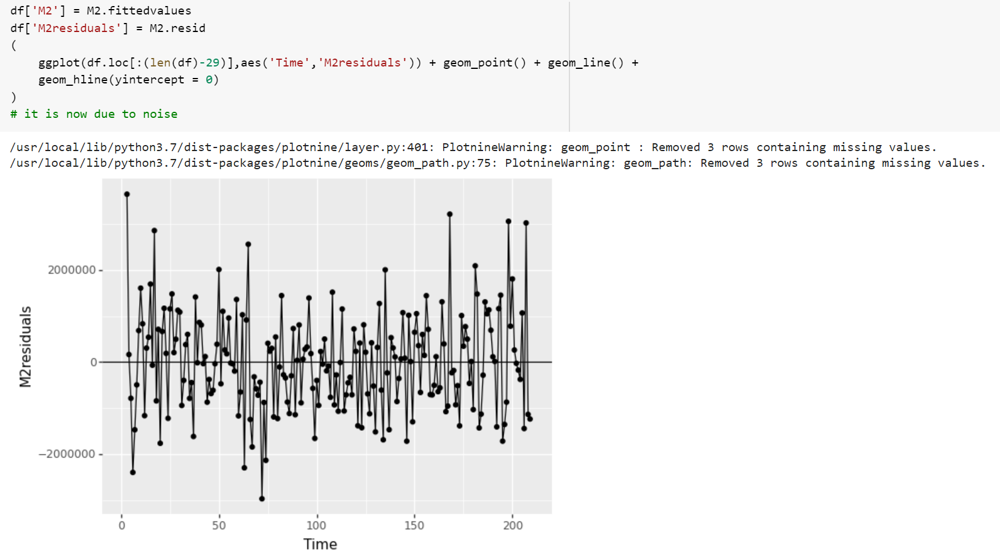 df['M2'] = M2.fittedvalues
df['M2residuals'] = M2.resid
(
    ggplot(df.loc[:(len(df)-29)],aes('Time','M2residuals')) + geom_point() + geom_line() +
    geom_hline(yintercept = 0)
)
# it is now due to noise
/usr/local/lib/python3.7/dist-packages/plotnine/layer.py:401: PlotnineWarning: geom_point : Removed 3 rows containing missing values.
/usr/local/lib/python3.7/dist-packages/plotnine/geoms/geom_path.py:75: PlotnineWarning: geom_path: Removed 3 rows containing missing values.
2000000
0
−2000000
M2residuals
0 50 100 150 200
Time